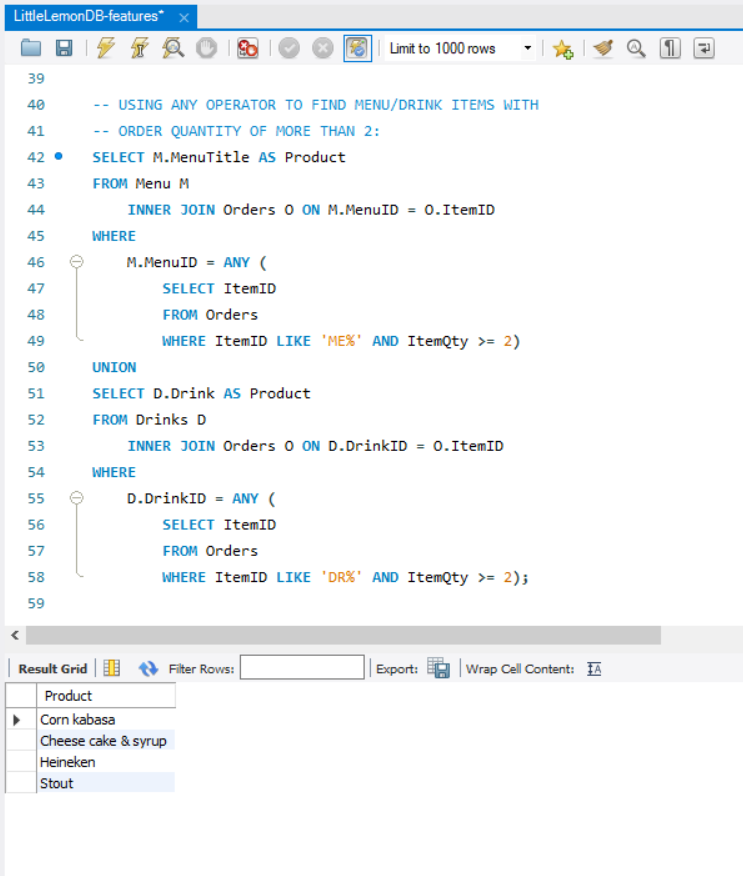 LittleLemonDB-features*
Limit to 1000 rows
39
40 -- USING ANY OPERATOR TO FIND MENU/DRINK ITEMS WITH
41 -- ORDER QUANTITY OF MORE THAN 2:
42 SELECT M.MenuTitle AS Product
43 FROM Menu M
44 INNER JOIN Orders O ON M.MenuID = O.ItemID
45 WHERE
46 M.MenuID = ANY (
47 SELECT ItemID
48 FROM Orders
49 WHERE ItemID LIKE 'ME%' AND ItemQty >= 2)
50 UNION
51 SELECT D.Drink AS Product
52 FROM Drinks D
53 INNER JOIN Orders O ON D.DrinkID = O.ItemID
54 WHERE
55 D.DrinkID = ANY (
56 SELECT ItemID
57 FROM Orders
58 WHERE ItemID LIKE 'DR%' AND ItemQty >= 2);
59
Result Grid Filter Rows: Export: Wrap Cell Content:
Product
Corn kabasa
Cheese cake & syrup
Heineken
Stout